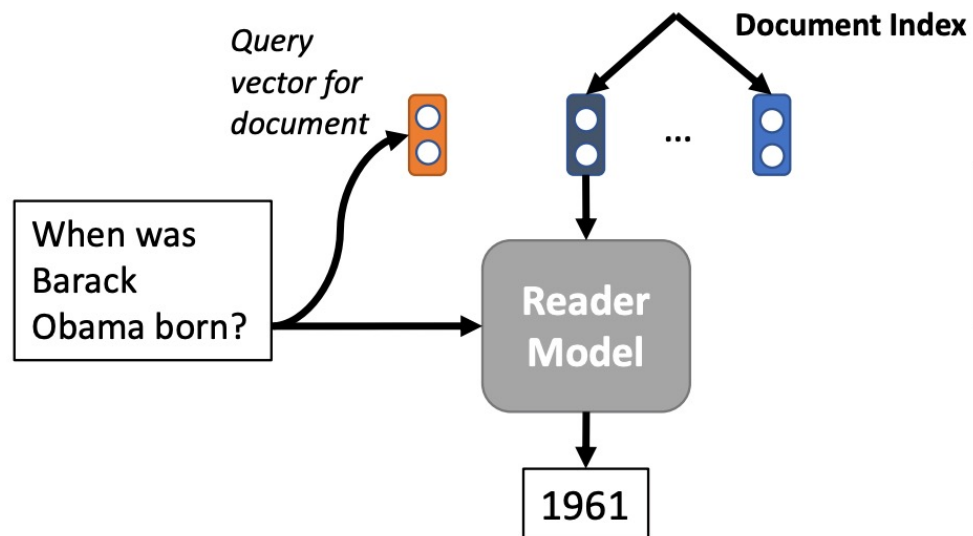 Query
vector for
document
Document Index
...
When was
Barack
Obama born?
Reader
Model
1961